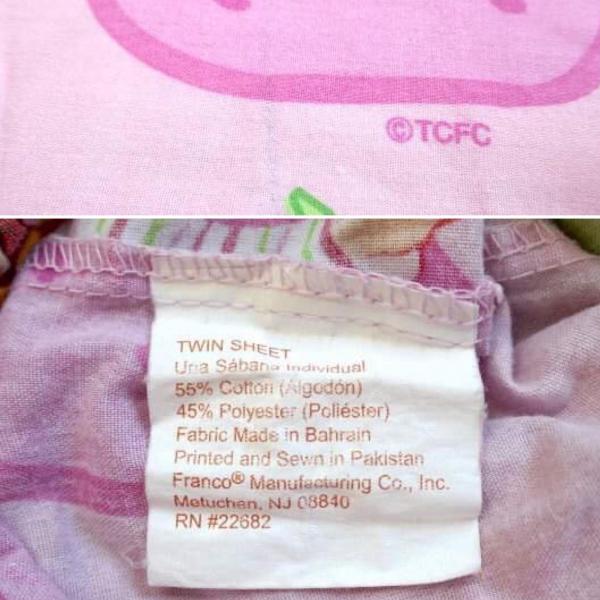 ©TCFC
TWIN SHEET
Una Sábana Individual
55% Cotton (Algodón)
45% Polyester (Poliéster)
Fabric Made in Bahrain
Printed and Sewn in Pakistan
Franco® Manufacturing Co., Inc.
Metuchen, NJ 08840
RN #22682